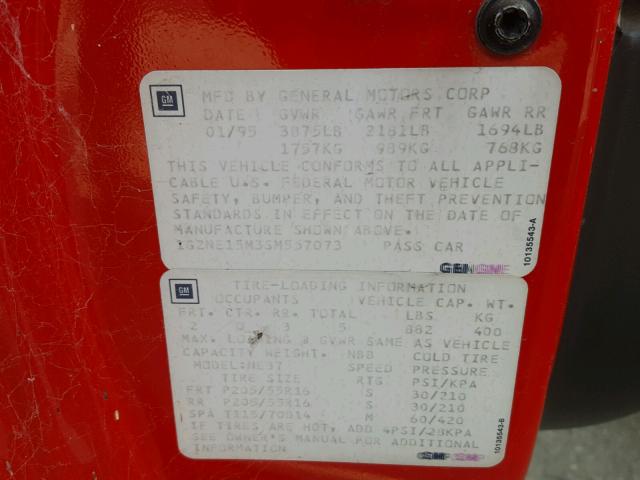 GM
MFD BY GENERAL MOTORS CORP
DATE GVWR GAWR FRT GAWR RR
01/95 3875LB 2181LB 1694LB
1757KG 989KG 768KG
THIS VEHICLE CONFORMS TO ALL APPLI-
CABLE U.S. FEDERAL MOTOR VEHICLE
SAFETY, BUMPER, AND THEFT PREVENTION
STANDARDS IN EFFECT ON THE DATE OF
MANUFACTURE SHOWN ABOVE.
1G2NE15M3SM557073 PASS CAR
GENUINE
10135543-A
GM
TIRE-LOADING INFORMATION
OCCUPANTS VEHICLE CAP. WT.
FRT. CTR. RR. TOTAL LBS KG
2 0 3 5 882 400
MAX. LOADING & GVWR SAME AS VEHICLE
CAPACITY WEIGHT. N88 COLD TIRE
MODEL:NE37 SPEED PRESSURE
TIRE SIZE RTG PSI/KPA
FRT P205/55R16 S 30/210
RR P205/55R16 S 30/210
SPA T115/70D14 M 60/420
IF TIRES ARE HOT, ADD 4PSI/28KPA
SEE OWNER'S MANUAL FOR ADDITIONAL
INFORMATION
10135543-B